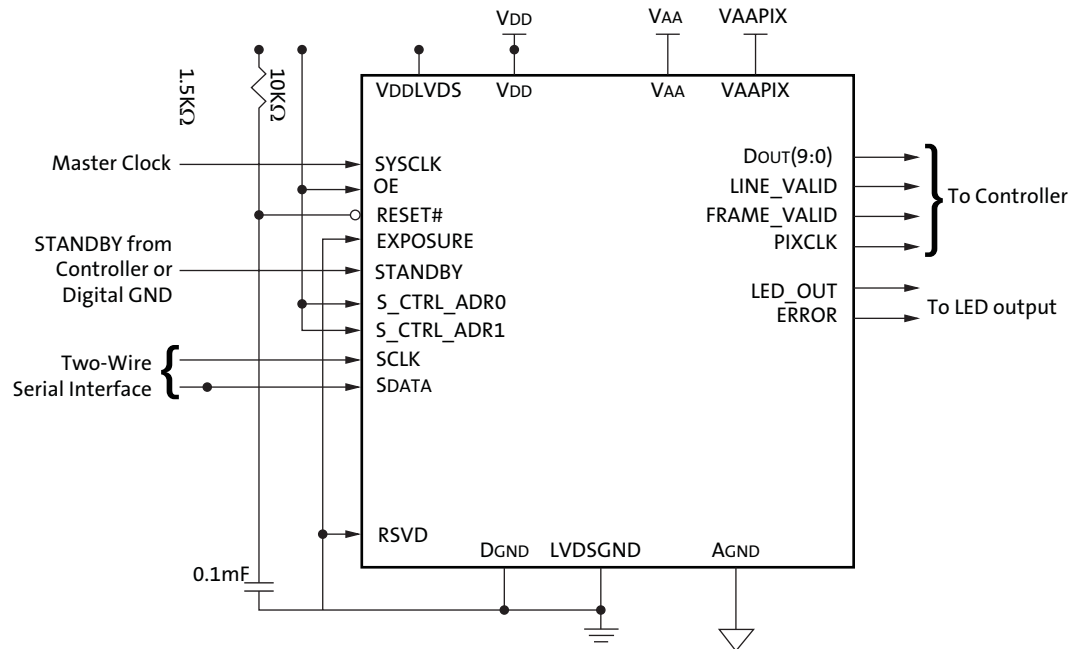 VDD
VAA
VAAPIX
1.5KΩ
10KΩ
VDDLVDS
VDD
VAA
VAAPIX
Master Clock
SYSCLK
OE
RESET#
EXPOSURE
STANDBY from
Controller or
Digital GND
STANDBY
S_CTRL_ADR0
S_CTRL_ADR1
Two-Wire
Serial Interface
SCLK
SDATA
RSVD
DOUT(9:0)
LINE_VALID
FRAME_VALID
PIXCLK
To Controller
LED_OUT
ERROR
To LED output
0.1mF
DGND
LVDSGND
AGND